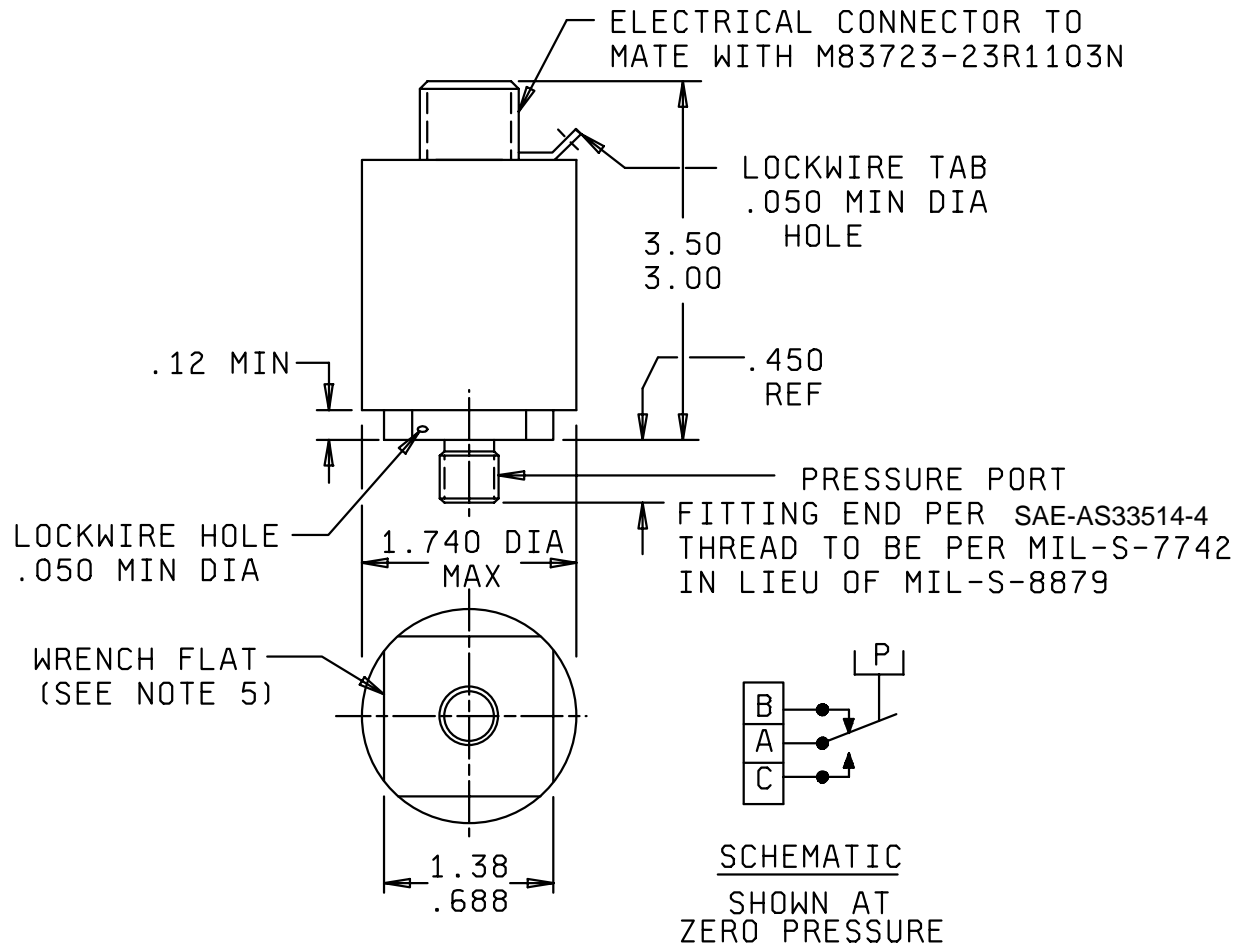 ELECTRICAL CONNECTOR TO
MATE WITH M83723-23R1103N
LOCKWIRE TAB
.050 MIN DIA
HOLE
3.50
3.00
.12 MIN
.450
REF
PRESSURE PORT
FITTING END PER SAE-AS33514-4
THREAD TO BE PER MIL-S-7742
IN LIEU OF MIL-S-8879
LOCKWIRE HOLE
.050 MIN DIA
1.740 DIA
MAX
WRENCH FLAT
(SEE NOTE 5)
P
B
A
C
1.38
.688
SCHEMATIC
SHOWN AT
ZERO PRESSURE